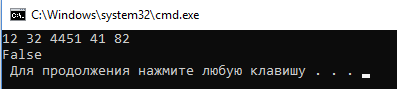 C:\Windows\system32\cmd.exe
12 32 4451 41 82
False
Для продолжения нажмите любую клавишу . . .